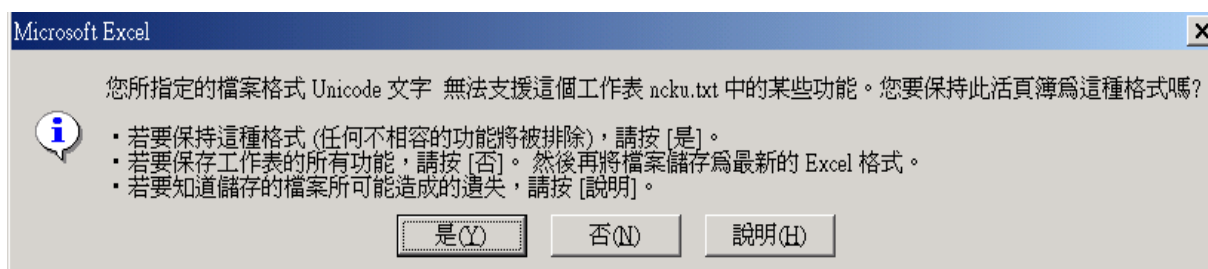 Microsoft Excel
您所指定的檔案格式 Unicode 文字 無法支援這個工作表 ncku.txt 中的某些功能。您要保持此活頁簿為這種格式嗎?
・若要保持這種格式 (任何不相容的功能將被排除)，請按 [是]。
・若要保存工作表的所有功能，請按 [否]。 然後再將檔案儲存為最新的 Excel 格式。
・若要知道儲存的檔案所可能造成的遺失，請按 [說明]。
是(Y) 否(N) 說明(H)